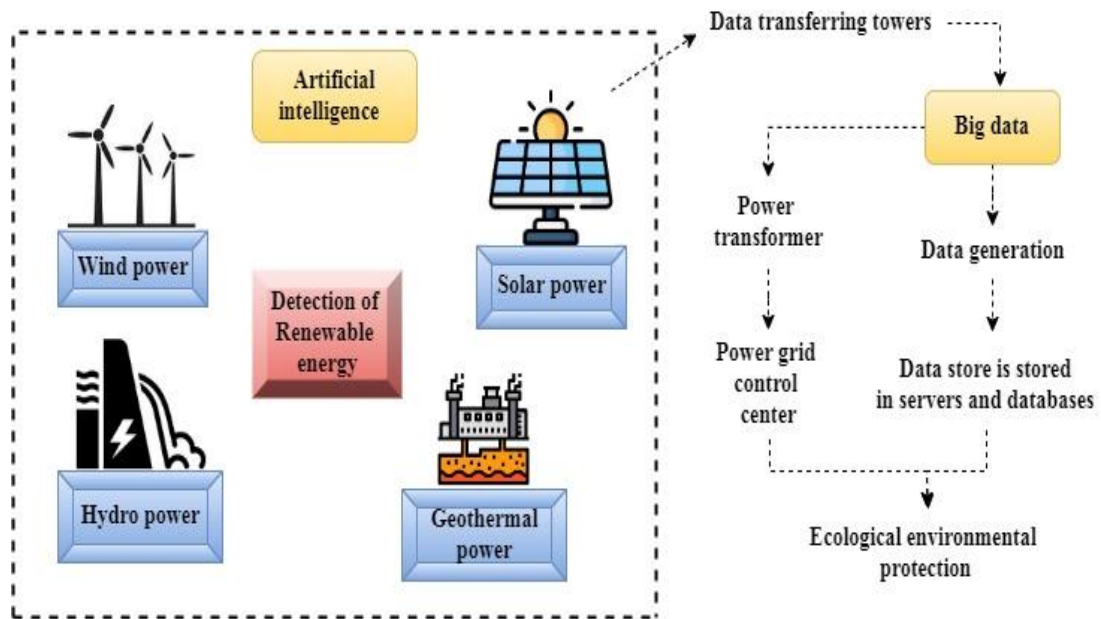 Artificial
intelligence
Wind power
Solar power
Detection of
Renewable
energy
Hydro power
Geothermal
power
Data transferring towers
Big data
Power
transformer
Data generation
Power grid
control
center
Data store is stored
in servers and databases
Ecological environmental
protection